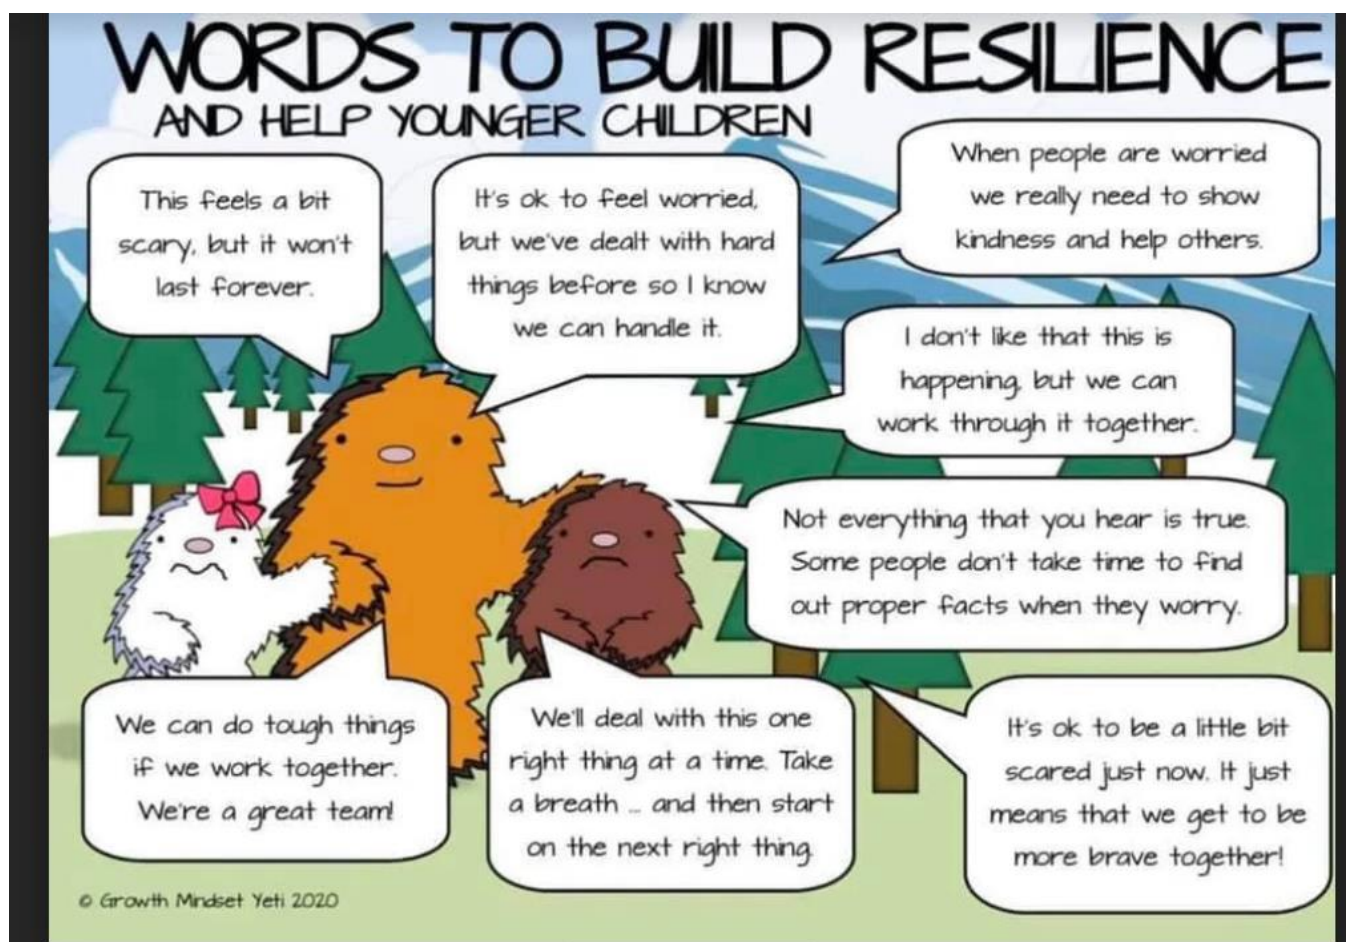 WORDS TO BUILD RESILIENCE
AND HELP YOUNGER CHILDREN
This feels a bit
scary, but it won't
last forever.
It's ok to feel worried,
but we've dealt with hard
things before so I know
we can handle it.
When people are worried
we really need to show
kindness and help others.
I don't like that this is
happening, but we can
work through it together.
Not everything that you hear is true.
Some people don't take time to find
out proper facts when they worry.
We can do tough things
if we work together.
We're a great team!
We'll deal with this one
right thing at a time. Take
a breath ... and then start
on the next right thing.
It's ok to be a little bit
scared just now. It just
means that we get to be
more brave together!
© Growth Mindset Yeti 2020